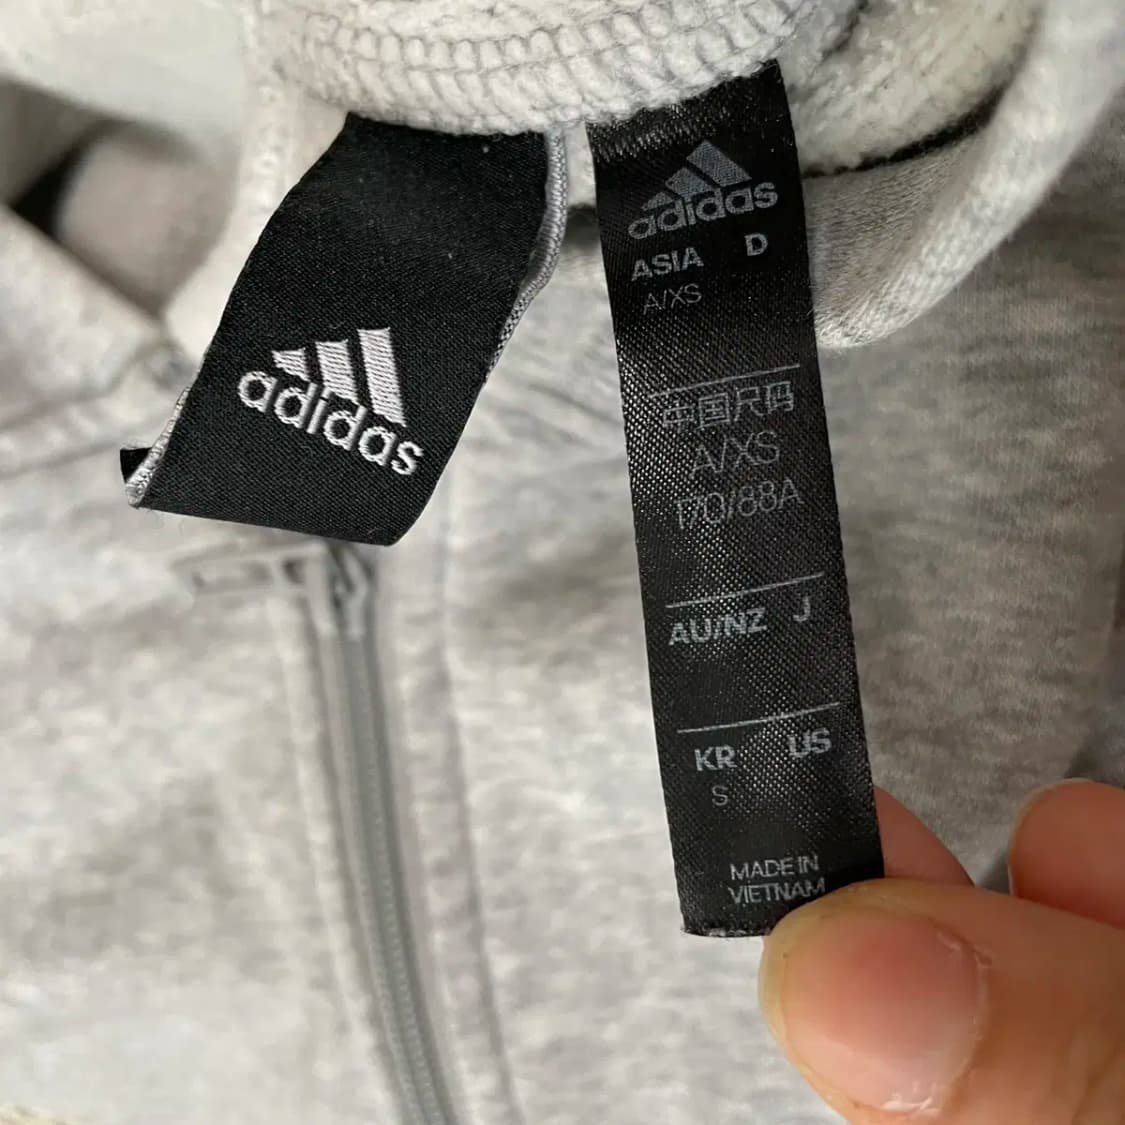 adidas
adidas
ASIA D
A/XS
中国尺码
A/XS
170/88A
AU/NZ J
KR US
S
MADE IN
VIETNAM